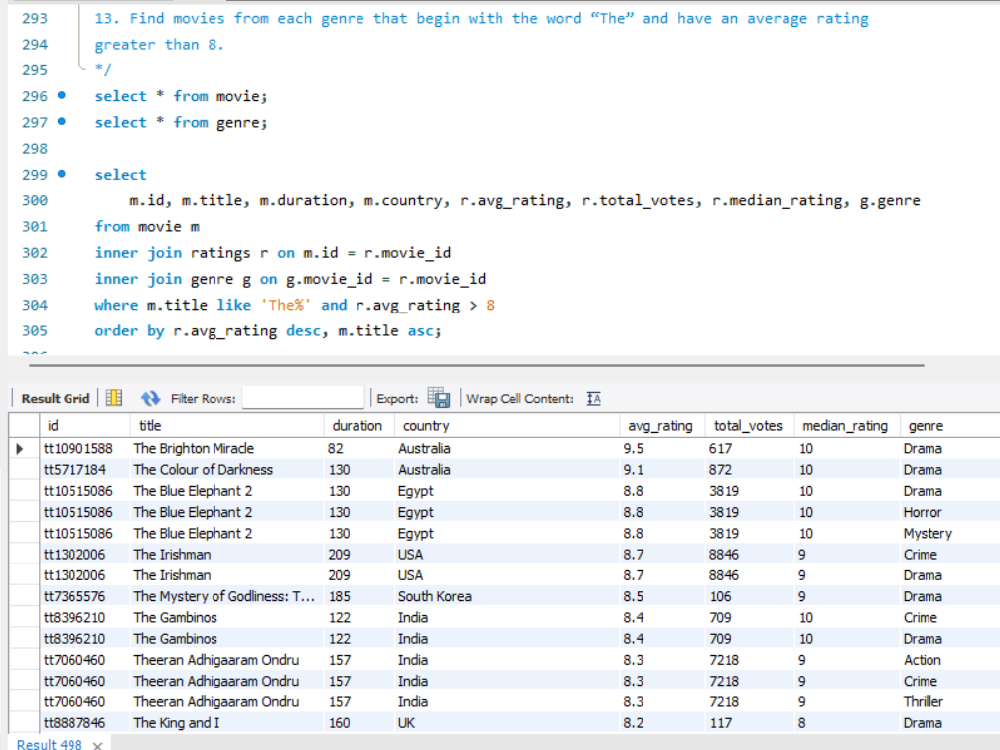 293 13. Find movies from each genre that begin with the word “The” and have an average rating
294 greater than 8.
295 */
296 select * from movie;
297 select * from genre;
298
299 select
300 m.id, m.title, m.duration, m.country, r.avg_rating, r.total_votes, r.median_rating, g.genre
301 from movie m
302 inner join ratings r on m.id = r.movie_id
303 inner join genre g on g.movie_id = r.movie_id
304 where m.title like 'The%' and r.avg_rating > 8
305 order by r.avg_rating desc, m.title asc;
Result Grid Filter Rows: Export: Wrap Cell Content: IA
id title duration country avg_rating total_votes median_rating genre
tt10901588 The Brighton Miracle 82 Australia 9.5 617 10 Drama
tt5717184 The Colour of Darkness 130 Australia 9.1 872 10 Drama
tt10515086 The Blue Elephant 2 130 Egypt 8.8 3819 10 Drama
tt10515086 The Blue Elephant 2 130 Egypt 8.8 3819 10 Horror
tt10515086 The Blue Elephant 2 130 Egypt 8.8 3819 10 Mystery
tt1302006 The Irishman 209 USA 8.7 8846 9 Crime
tt1302006 The Irishman 209 USA 8.7 8846 9 Drama
tt7365576 The Mystery of Godliness: T... 185 South Korea 8.5 106 9 Drama
tt8396210 The Gambinos 122 India 8.4 709 10 Crime
tt8396210 The Gambinos 122 India 8.4 709 10 Drama
tt7060460 Theeran Adhigaaram Ondru 157 India 8.3 7218 9 Action
tt7060460 Theeran Adhigaaram Ondru 157 India 8.3 7218 9 Crime
tt7060460 Theeran Adhigaaram Ondru 157 India 8.3 7218 9 Thriller
tt8887846 The King and I 160 UK 8.2 117 8 Drama
Result 498 ×